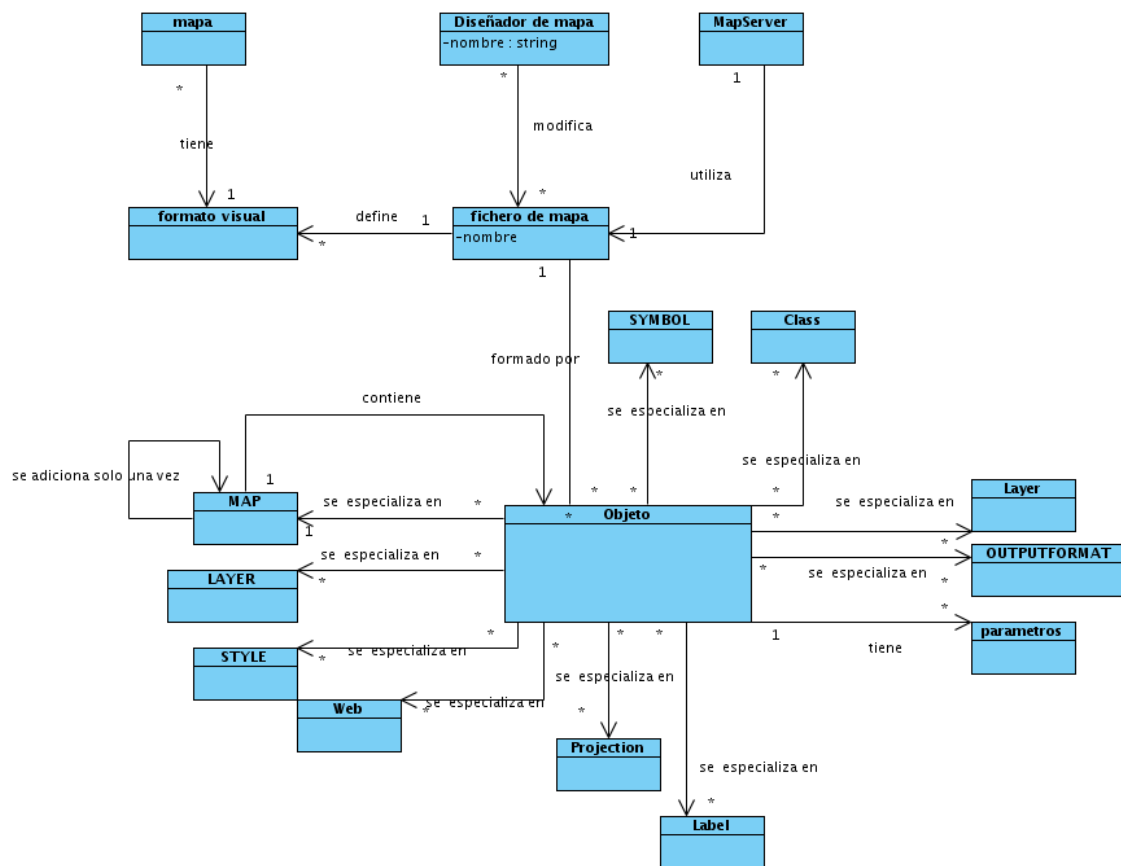 mapa
Diseñador de mapa
-nombre : string
MapServer
*
*
1
modifica
tiene
utiliza
1
*
formato visual
define
1
fichero de mapa
-nombre
1
*
1
SYMBOL
Class
formado por
*
*
contiene
se especializa en
se adiciona solo una vez
se especializa en
1
MAP
se especializa en
*
*
*
*
se especializa en
Layer
1
*
Objeto
*
se especializa en
*
*
OUTPUTFORMAT
LAYER
*
*
se especializa en
*
*
*
*
*
*
1
parametros
STYLE
*
se especializa en
*
se especializa en
tiene
Web
*
se especializa en
*
Projection
se especializa en
*
Label